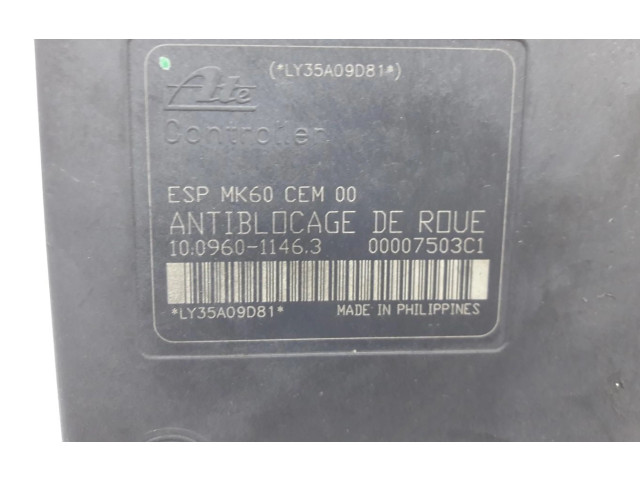 (*LY35A09D81*)
Ate
Controller
ESP MK60 CEM 00
ANTIBLOCAGE DE ROUE
10.0960-1146.3 00007503C1
*LY35A09D81* MADE IN PHILIPPINES